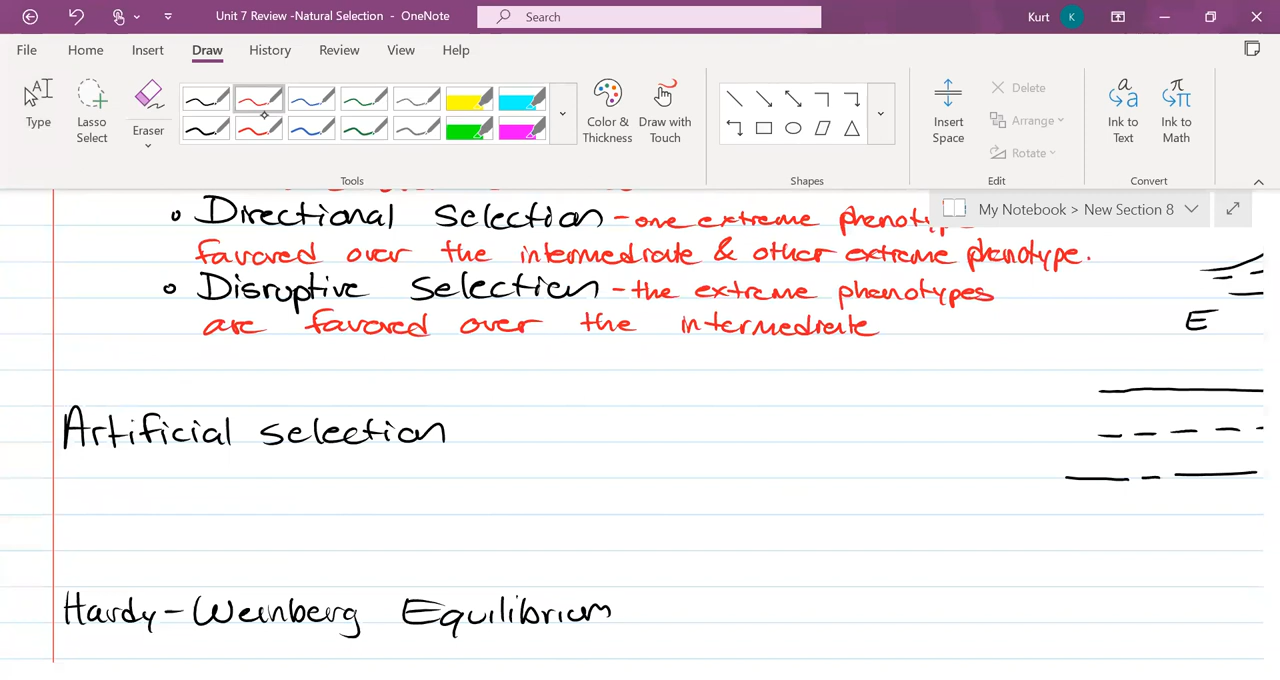 Unit 7 Review -Natural Selection - OneNote
Search
Kurt
K
File Home Insert Draw History Review View Help
Type
Lasso Select
Eraser
Color & Thickness
Draw with Touch
Insert Space
Delete
Arrange
Rotate
Ink to Text
Ink to Math
Tools
Shapes
Edit
Convert
My Notebook > New Section 8
Directional Selection - one extreme phenotype
favored over the intermediate & other extreme phenotype.
Disruptive Selection - the extreme phenotypes
are favored over the intermediate
E
Artificial selection
Hardy-Weinberg Equilibrium